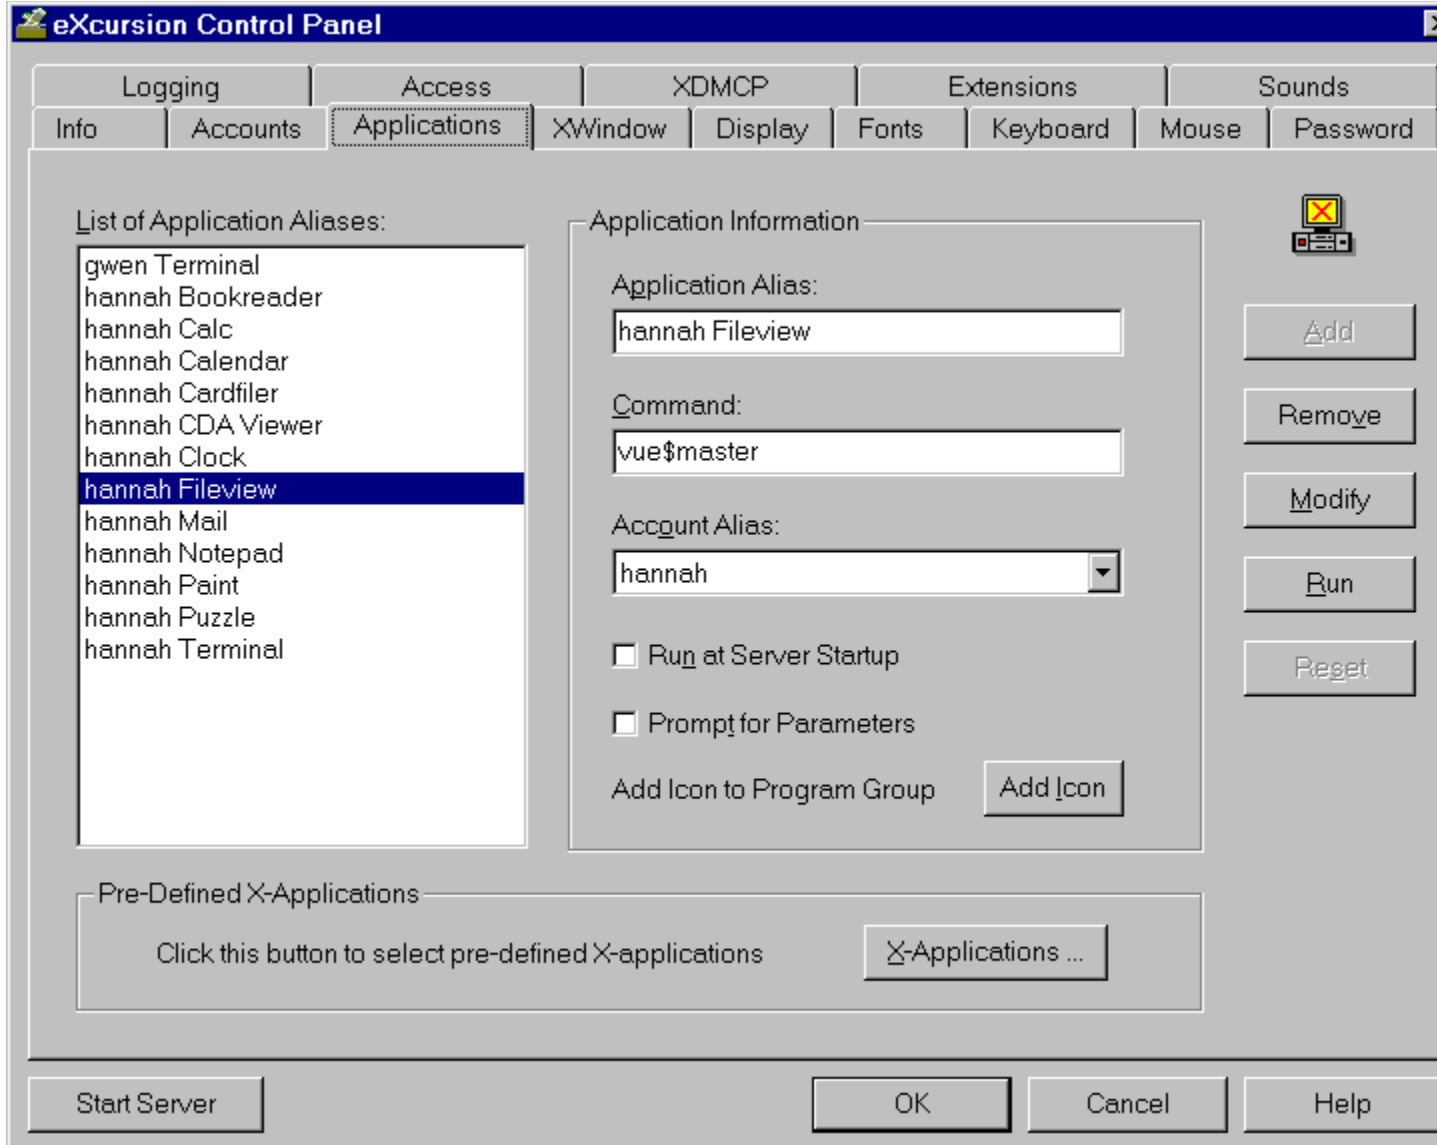 eXcursion Control Panel
Logging Access XDMCP Extensions Sounds
Info Accounts Applications XWindow Display Fonts Keyboard Mouse Password
List of Application Aliases:
gwen Terminal
hannah Bookreader
hannah Calc
hannah Calendar
hannah Cardfiler
hannah CDA Viewer
hannah Clock
hannah Fileview
hannah Mail
hannah Notepad
hannah Paint
hannah Puzzle
hannah Terminal
Application Information
Application Alias:
hannah Fileview
Command:
vue$master
Account Alias:
hannah
Run at Server Startup
Prompt for Parameters
Add Icon to Program Group Add Icon
Add
Remove
Modify
Run
Reset
Pre-Defined X-Applications
Click this button to select pre-defined X-applications X-Applications ...
Start Server OK Cancel Help